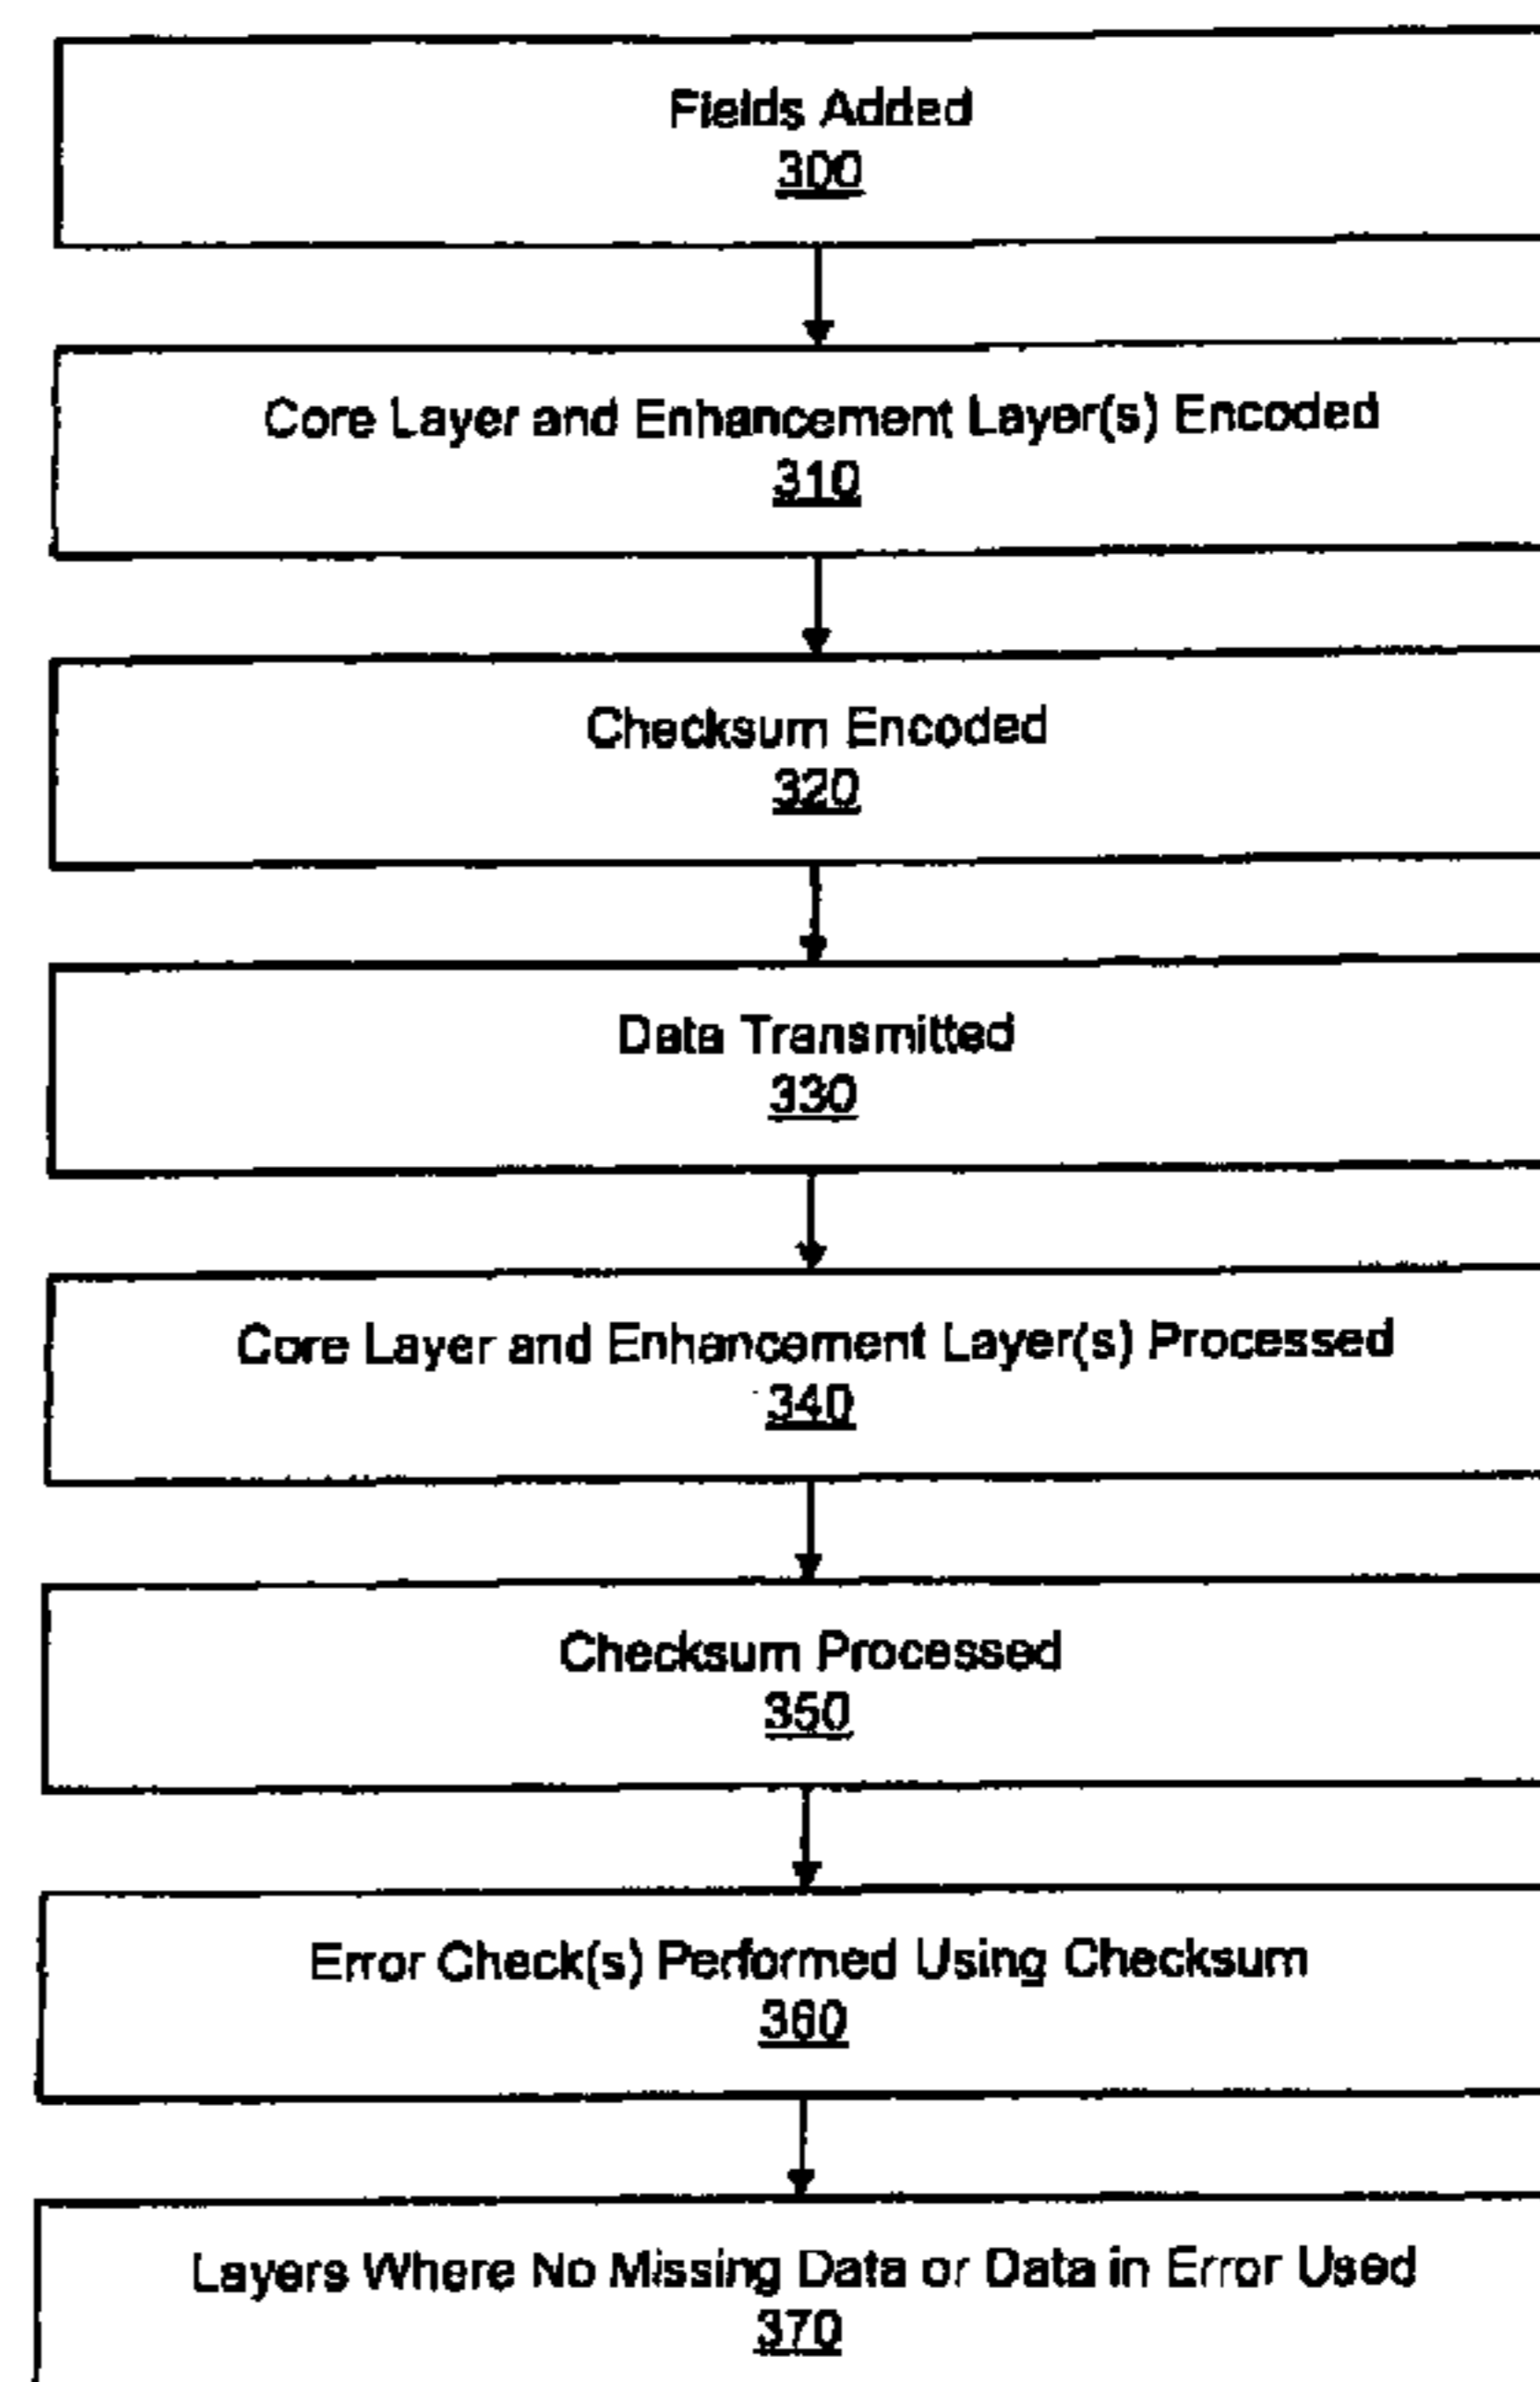 Fields Added
300
Core Layer and Enhancement Layer(s) Encoded
310
Checksum Encoded
320
Data Transmitted
330
Core Layer and Enhancement Layer(s) Processed
340
Checksum Processed
350
Error Check(s) Performed Using Checksum
360
Layers Where No Missing Data or Data in Error Used
370